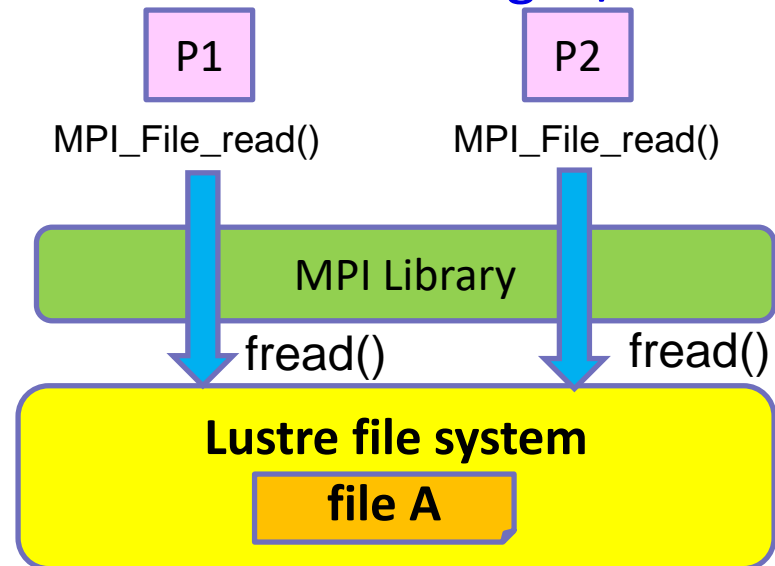 P1 P2
MPI_File_read() MPI_File_read()
MPI Library
fread() fread()
Lustre file system
file A